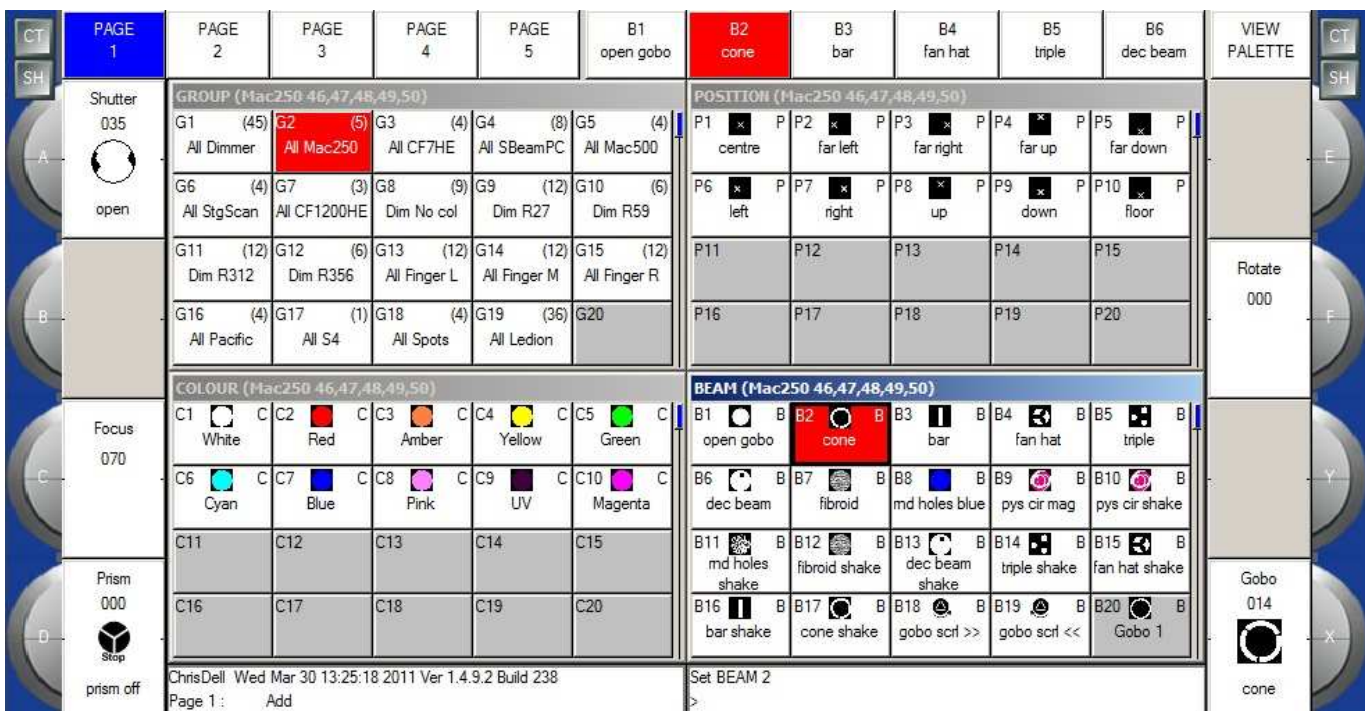 CT
SH
PAGE
1
PAGE
2
PAGE
3
PAGE
4
PAGE
5
B1
open gobo
B2
cone
B3
bar
B4
fan hat
B5
triple
B6
dec beam
VIEW
PALETTE
CT
SH
Shutter
035
open
A
B
Focus
070
C
Prism
000
Stop
prism off
D
GROUP (Mac250 46,47,48,49,50)
G1 (45) G2 (5) G3 (4) G4 (8) G5 (4)
All Dimmer All Mac250 All CF7HE All SBeamPC All Mac500
G6 (4) G7 (3) G8 (9) G9 (12) G10 (6)
All StgScan All CF1200HE Dim No col Dim R27 Dim R59
G11 (12) G12 (6) G13 (12) G14 (12) G15 (12)
Dim R312 Dim R356 All Finger L All Finger M All Finger R
G16 (4) G17 (1) G18 (4) G19 (36) G20
All Pacific All S4 All Spots All Ledion
POSITION (Mac250 46,47,48,49,50)
P1 P P2 P P3 P P4 P P5 P
centre far left far right far up far down
P6 P P7 P P8 P P9 P P10 P
left right up down floor
P11 P12 P13 P14 P15
P16 P17 P18 P19 P20
COLOUR (Mac250 46,47,48,49,50)
C1 C C2 C C3 C C4 C C5 C
White Red Amber Yellow Green
C6 C C7 C C8 C C9 C C10 C
Cyan Blue Pink UV Magenta
C11 C12 C13 C14 C15
C16 C17 C18 C19 C20
BEAM (Mac250 46,47,48,49,50)
B1 B B2 B B3 B B4 B B5 B
open gobo cone bar fan hat triple
B6 B B7 B B8 B B9 B B10 B
dec beam fibroid rnd holes blue pys cir mag pys cir shake
B11 B B12 B B13 B B14 B B15 B
rnd holes shake fibroid shake dec beam shake triple shake fan hat shake
B16 B B17 B B18 B B19 B B20 B
bar shake cone shake gobo scrl >> gobo scrl << Gobo 1
E
Rotate
000
F
Y
Gobo
014
cone
X
ChrisDell Wed Mar 30 13:25:18 2011 Ver 1.4.9.2 Build 238
Page 1 : Add
Set BEAM 2
>